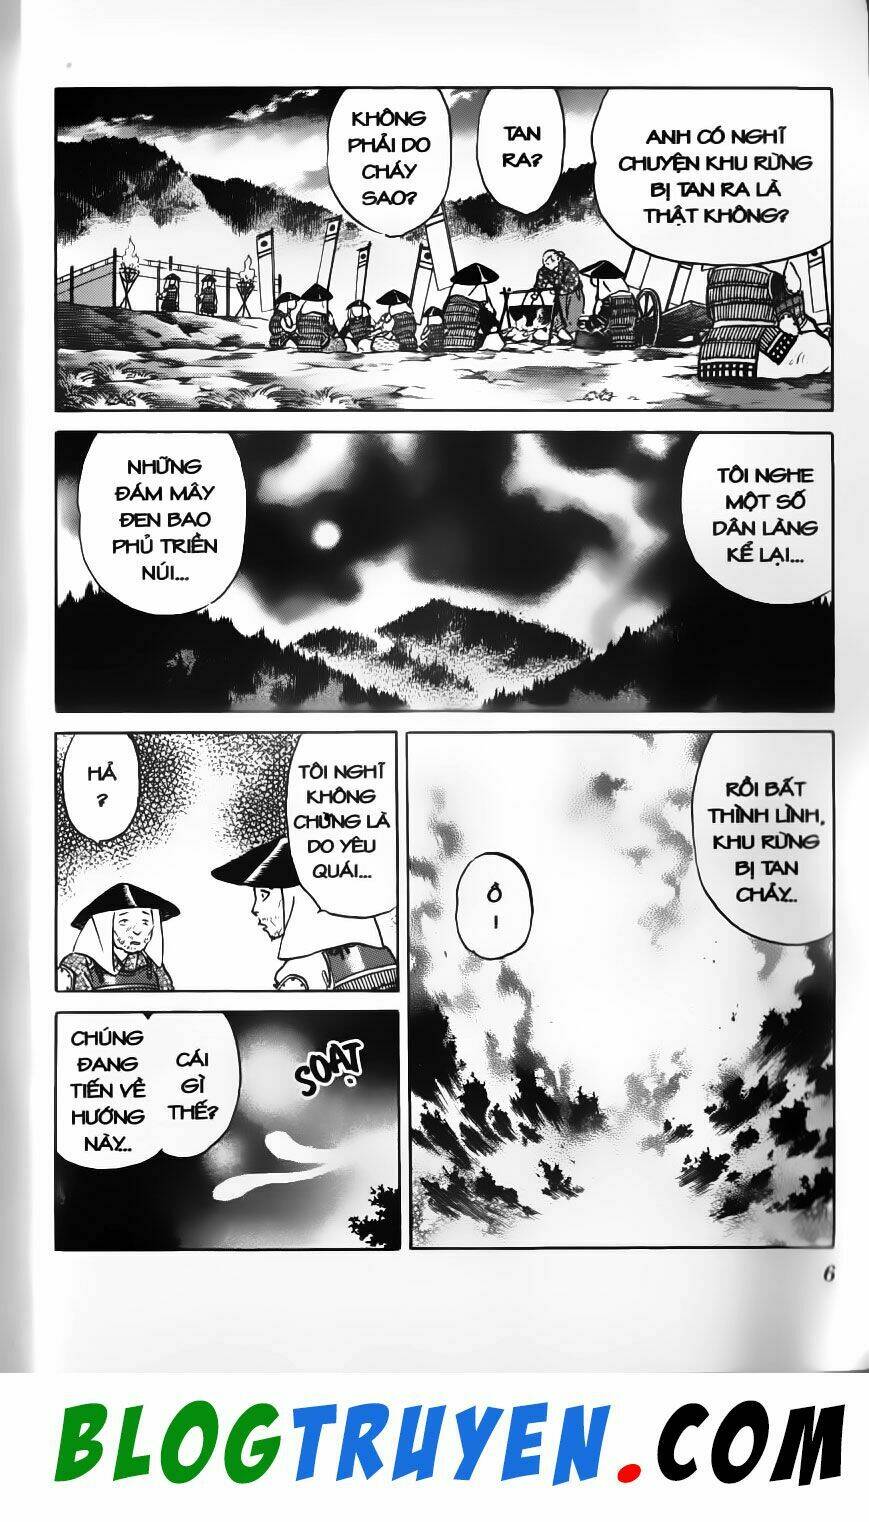 ANH CÓ NGHĨ
CHUYỆN KHU RỪNG
BỊ TAN RA LÀ
THẬT KHÔNG?
TAN
RA?
KHÔNG
PHẢI DO
CHÁY
SAO?
TÔI NGHE
MỘT SỐ
DÂN LÀNG
KỂ LẠI...
NHỮNG
ĐÁM MÂY
ĐEN BAO
PHỦ TRIỀN
NÚI...
RỒI BẤT
THÌNH LÌNH,
KHU RỪNG
BỊ TAN
CHẢY...
Ồ
!
TÔI NGHĨ
KHÔNG
CHỪNG LÀ
DO YÊU
QUÁI...
HẢ
?
SOẠT
CÁI
GÌ
THẾ?
CHÚNG
ĐANG
TIẾN VỀ
HƯỚNG
NÀY...
6
BLOGTRUYEN.COM